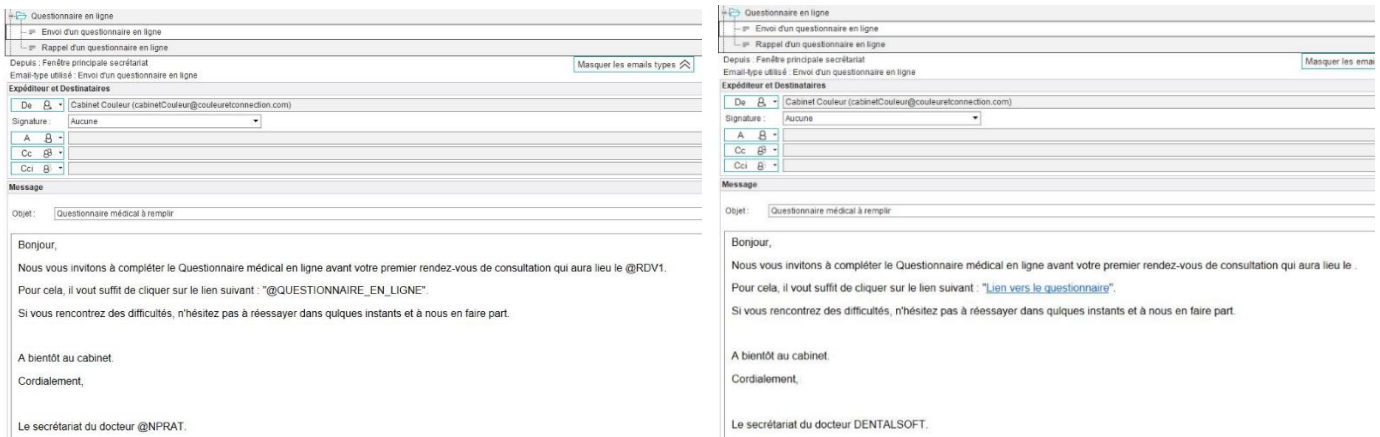 Questionnaire en ligne
Envoi d'un questionnaire en ligne
Rappel d'un questionnaire en ligne
Depuis : Fenêtre principale secrétariat
Masquer les emails types
Email-type utilisé : Envoi d'un questionnaire en ligne
Expéditeur et Destinataires
De Cabinet Couleur (cabinetCouleur@couleuretconnection.com)
Signature : Aucune
A
Cc
Cci
Message
Objet : Questionnaire médical à remplir
Bonjour,
Nous vous invitons à compléter le Questionnaire médical en ligne avant votre premier rendez-vous de consultation qui aura lieu le @RDV1.
Pour cela, il vout suffit de cliquer sur le lien suivant : "@QUESTIONNAIRE_EN_LIGNE".
Si vous rencontrez des difficultés, n'hésitez pas à réessayer dans qulques instants et à nous en faire part.
A bientôt au cabinet.
Cordialement,
Le secrétariat du docteur @NPRAT.
Questionnaire en ligne
Envoi d'un questionnaire en ligne
Rappel d'un questionnaire en ligne
Depuis : Fenêtre principale secrétariat
Masquer les emai
Email-type utilisé : Envoi d'un questionnaire en ligne
Expéditeur et Destinataires
De Cabinet Couleur (cabinetCouleur@couleuretconnection.com)
Signature : Aucune
A
Cc
Cci
Message
Objet : Questionnaire médical à remplir
Bonjour,
Nous vous invitons à compléter le Questionnaire médical en ligne avant votre premier rendez-vous de consultation qui aura lieu le .
Pour cela, il vout suffit de cliquer sur le lien suivant : "Lien vers le questionnaire".
Si vous rencontrez des difficultés, n'hésitez pas à réessayer dans qulques instants et à nous en faire part.
A bientôt au cabinet.
Cordialement,
Le secrétariat du docteur DENTALSOFT.